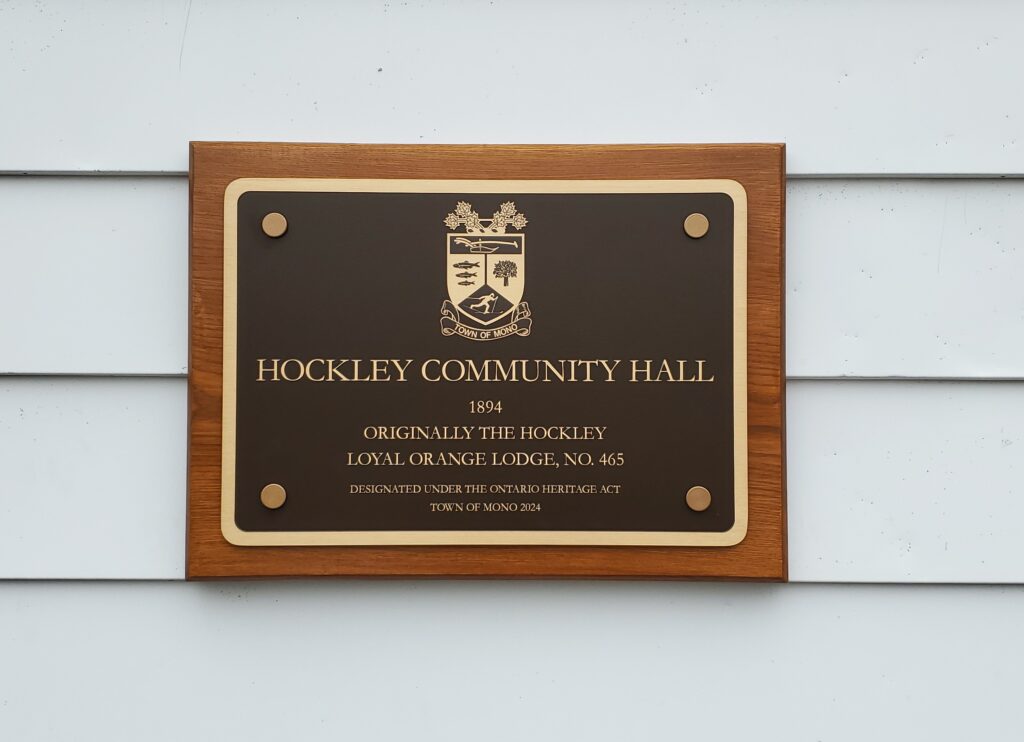 TOWN OF MONO
HOCKLEY COMMUNITY HALL
1894
ORIGINALLY THE HOCKLEY
LOYAL ORANGE LODGE, NO. 465
DESIGNATED UNDER THE ONTARIO HERITAGE ACT
TOWN OF MONO 2024